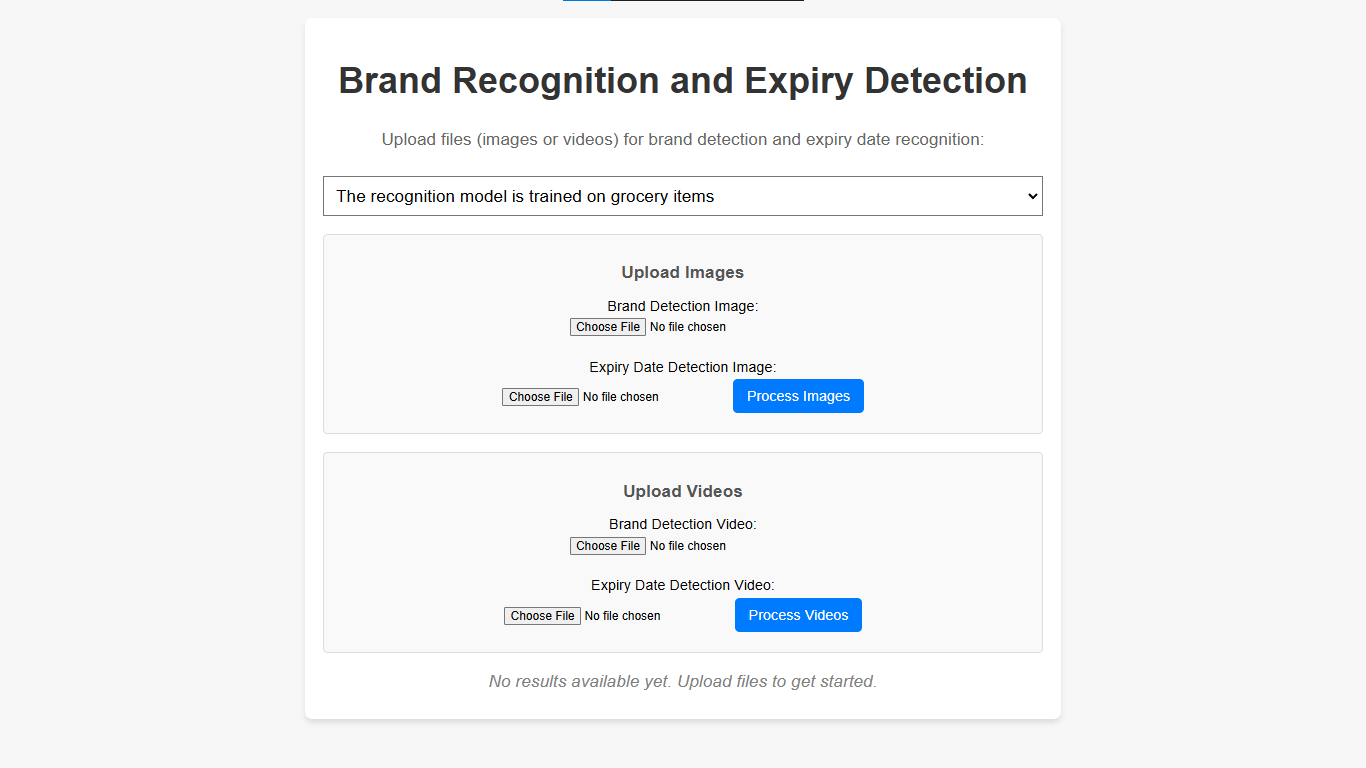 Brand Recognition and Expiry Detection
Upload files (images or videos) for brand detection and expiry date recognition:
The recognition model is trained on grocery items
Upload Images
Brand Detection Image:
Choose File No file chosen
Expiry Date Detection Image:
Choose File No file chosen Process Images
Upload Videos
Brand Detection Video:
Choose File No file chosen
Expiry Date Detection Video:
Choose File No file chosen Process Videos
No results available yet. Upload files to get started.